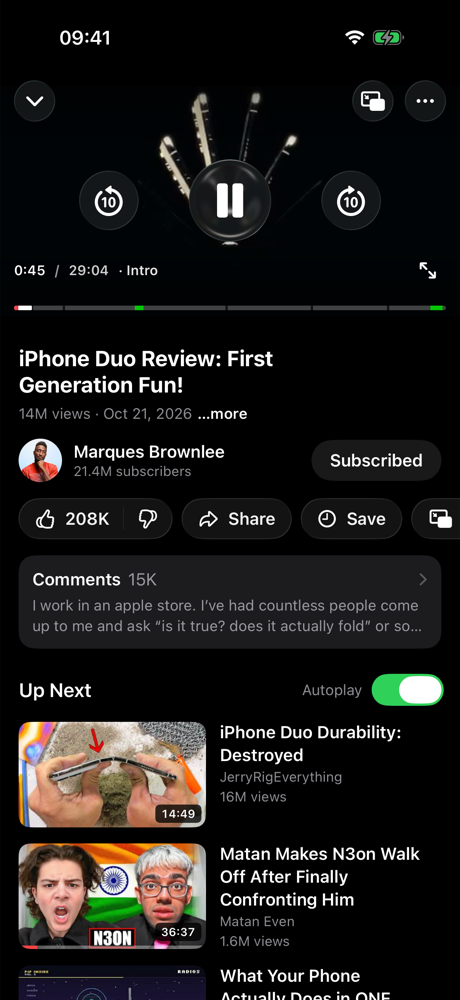 09:41
10
10
0:45 / 29:04 · Intro
iPhone Duo Review: First
Generation Fun!
14M views · Oct 21, 2026 ...more
Marques Brownlee
21.4M subscribers
Subscribed
208K
Share
Save
Comments 15K
I work in an apple store. I've had countless people come
up to me and ask “is it true? does it actually fold” or so...
Up Next
Autoplay
14:49
iPhone Duo Durability:
Destroyed
JerryRigEverything
16M views
N3ON
36:37
Matan Makes N3on Walk
Off After Finally
Confronting Him
Matan Even
1.6M views
What Your Phone
Actually Does in ONE